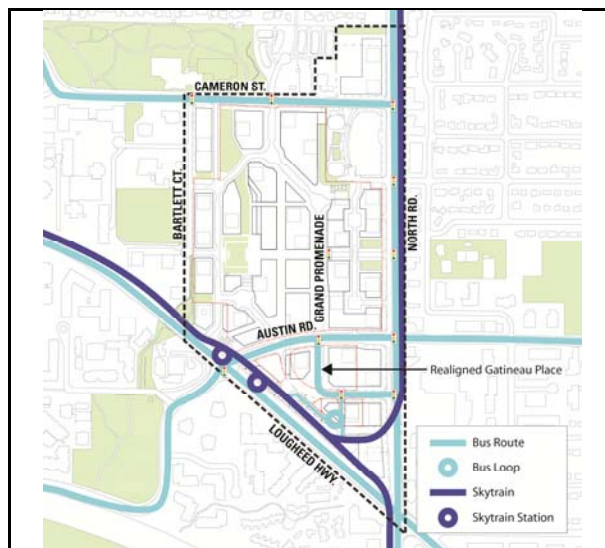 CAMERON ST.
BARTLETT CT.
GRAND PROMENADE
NORTH RD.
AUSTIN RD.
Realigned Gatineau Place
LOUGHEED HWY.
Bus Route
Bus Loop
Skytrain
Skytrain Station